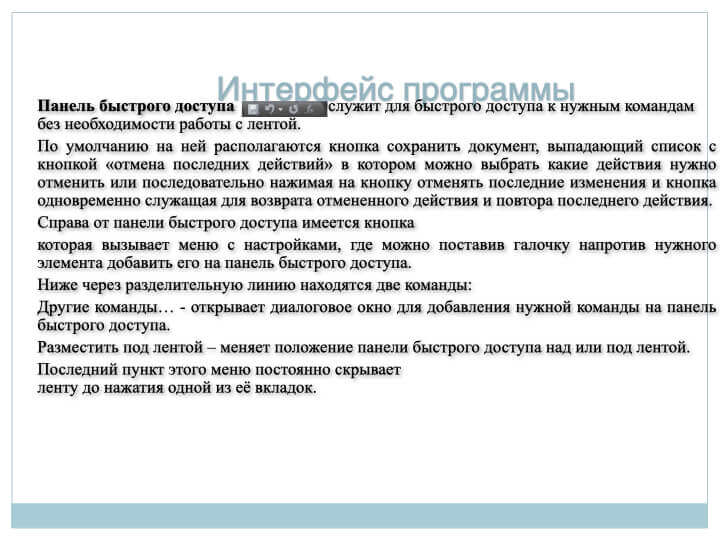 Интерфейс программы
Панель быстрого доступа служит для быстрого доступа к нужным командам
без необходимости работы с лентой.
По умолчанию на ней располагаются кнопка сохранить документ, выпадающий список с
кнопкой «отмена последних действий» в котором можно выбрать какие действия нужно
отменить или последовательно нажимая на кнопку отменять последние изменения и кнопка
одновременно служащая для возврата отмененного действия и повтора последнего действия.
Справа от панели быстрого доступа имеется кнопка
которая вызывает меню с настройками, где можно поставив галочку напротив нужного
элемента добавить его на панель быстрого доступа.
Ниже через разделительную линию находятся две команды:
Другие команды… - открывает диалоговое окно для добавления нужной команды на панель
быстрого доступа.
Разместить под лентой – меняет положение панели быстрого доступа над или под лентой.
Последний пункт этого меню постоянно скрывает
ленту до нажатия одной из её вкладок.